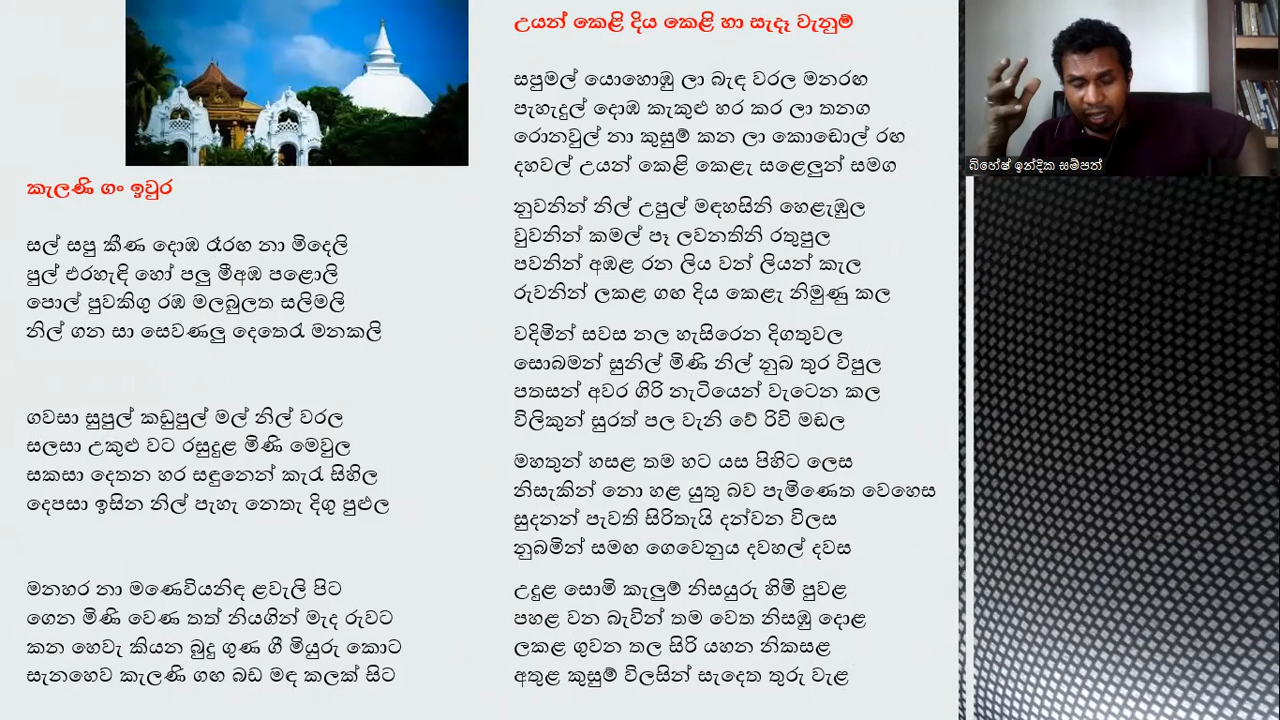 කැලණි ගං ඉවුර
සල් සපු කීණ දොඹ රෑරඟ නා මිදෙලි
පුල් එරහැඳි හෝ පලු මීඅඹ පළොලි
පොල් පුවකිගු රඹ මලබුලත සලිමලි
නිල් ගන සා සෙවණලු දෙතෙරැ මනකලි
ගවසා සුපුල් කඩුපුල් මල් නිල් වරල
සලසා උකුළු වට රසුදුළ මිණි මෙවුල
සකසා දෙතන හර සඳුනෙන් කැරැ සිහිල
දෙපසා ඉසින නිල් පැහැ නෙතැ දිගු පුළුල
මනහර නා මණෙවියනිඳ ළවැලි පිට
ගෙන මිණි වෙණ තත් නියගින් මැද රුවට
කන හෙවැ කියන බුදු ගුණ ගී මියුරු කොට
සැනහෙව කැලණි ගඟ බඩ මඳ කලක් සිට
උයන් කෙළි දිය කෙළි හා සැඳෑ වැනුම්
සපුමල් යොහොඹු ලා බැඳ වරල මනරඟ
පැහැදුල් දොඹ කැකුළු හර කර ලා තනග
රොනවුල් නා කුසුම් කන ලා කොඬොල් රඟ
දහවල් උයන් කෙළි කෙළැ සළෙලුන් සමග
නුවනින් නිල් උපුල් මඳහසිනි හෙළැඹුල
වුවනින් කමල් පෑ ලවනතිනි රතුපුල
පවනින් අඹළ රන ලිය වන් ලියන් කැල
රුවනින් ලකළ ගඟ දිය කෙළැ නිමුණු කල
වදිමින් සවස නල හැසිරෙන දිගතුවල
සොබමන් සුනිල් මිණි නිල් නුබ තුර විපුල
පතසන් අවර ගිරි නැටියෙන් වැටෙන කල
විලිකුන් සුරත් පල වැනි වේ රිවි මඬල
මහතුන් හසළ තම හට යස පිහිට ලෙස
නිසැකින් නො හළ යුතු බව පැමිණෙත වෙහෙස
සුදනන් පැවති සිරිතැයි දන්වන විලස
නුබමින් සමඟ ගෙවෙනුය දවහල් දවස
උදුළ සොමි කැලුම් නිසයුරු හිමි පුවළ
පහළ වන බැවින් තම වෙත නිසඹු දොළ
ලකළ ගුවන තල සිරි යහන නිකසළ
අතුළ කුසුම් විලසින් සැදෙත තුරු වැළ
බිහේෂ් ඉන්දික සම්පත්